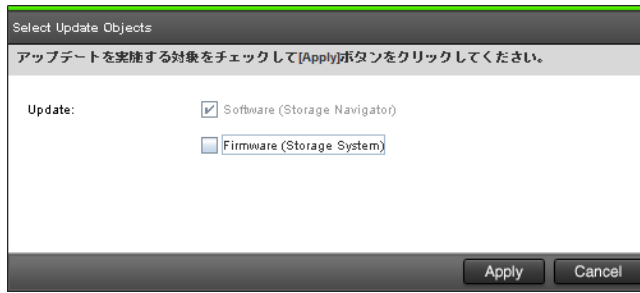 Select Update Objects
アップデートを実施する対象をチェックして[Apply]ボタンをクリックしてください。
Update:
Software (Storage Navigator)
Firmware (Storage System)
Apply Cancel